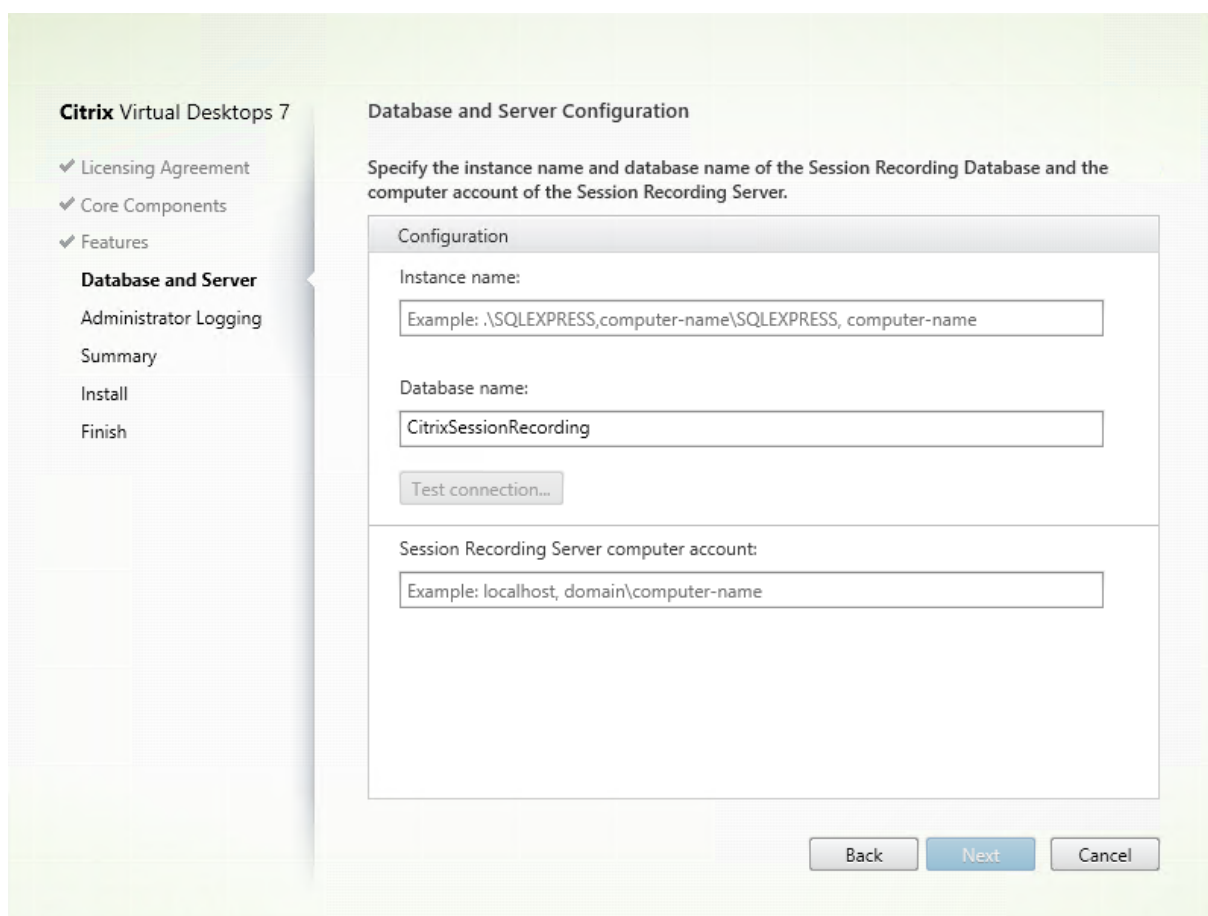 Citrix Virtual Desktops 7
Licensing Agreement
Core Components
Features
Database and Server
Administrator Logging
Summary
Install
Finish
Database and Server Configuration
Specify the instance name and database name of the Session Recording Database and the
computer account of the Session Recording Server.
Configuration
Instance name:
Example: .\SQLEXPRESS,computer-name\SQLEXPRESS, computer-name
Database name:
CitrixSessionRecording
Test connection...
Session Recording Server computer account:
Example: localhost, domain\computer-name
Back
Next
Cancel